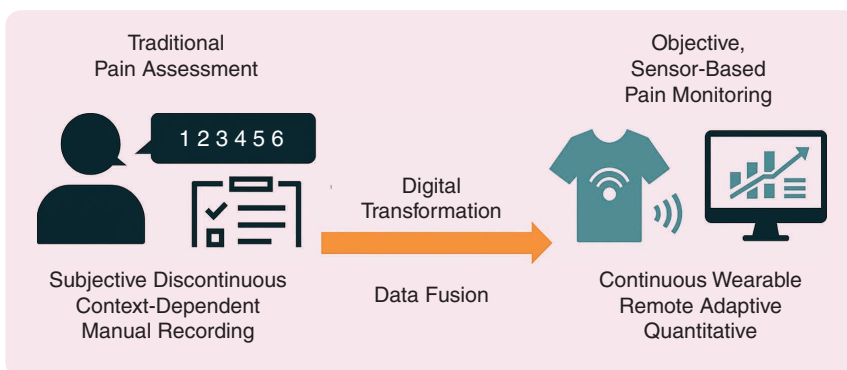 Traditional
Pain Assessment
1 2 3 4 5 6
Subjective Discontinuous
Context-Dependent
Manual Recording
Digital
Transformation
Data Fusion
Objective,
Sensor-Based
Pain Monitoring
Continuous Wearable
Remote Adaptive
Quantitative